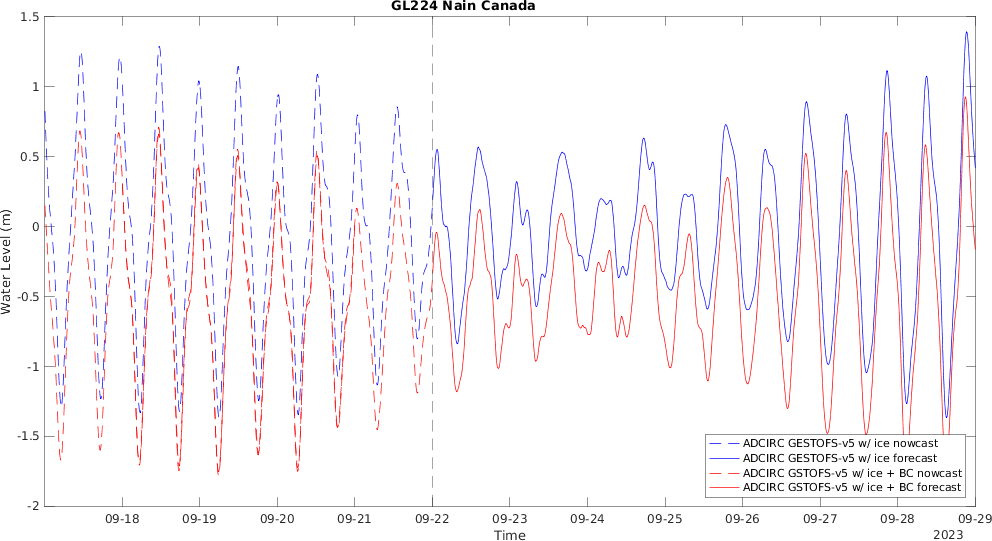 GL224 Nain Canada
1.5
1
0.5
0
-0.5
-1
-1.5
-2
Water Level (m)
ADCIRC GESTOFS-v5 w/ ice nowcast
ADCIRC GESTOFS-v5 w/ ice forecast
ADCIRC GSTOFS-v5 w/ ice + BC nowcast
ADCIRC GSTOFS-v5 w/ ice + BC forecast
09-18 09-19 09-20 09-21 09-22 09-23 09-24 09-25 09-26 09-27 09-28 09-29
Time 2023